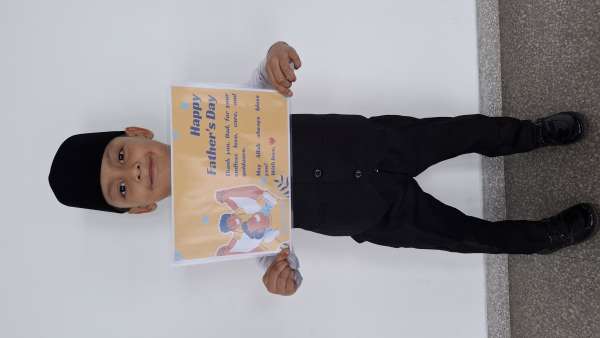 Happy
Father's Day
Thank you, Dad, for your
endless love, care, and
guidance.
May Allah always bless
you!
With love, ❤